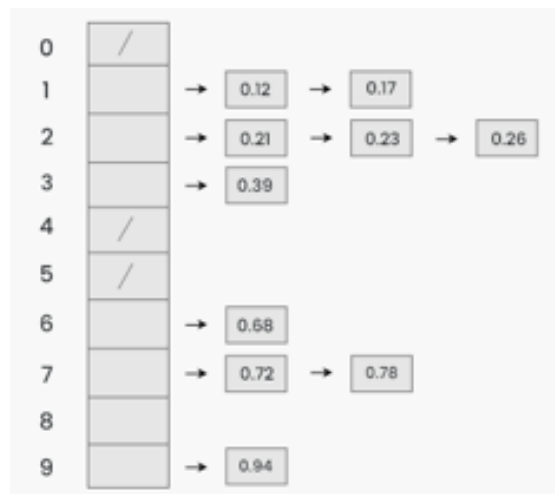 0 /
1 → 0.12 → 0.17
2 → 0.21 → 0.23 → 0.26
3 → 0.39
4 /
5 /
6 → 0.68
7 → 0.72 → 0.78
8
9 → 0.94